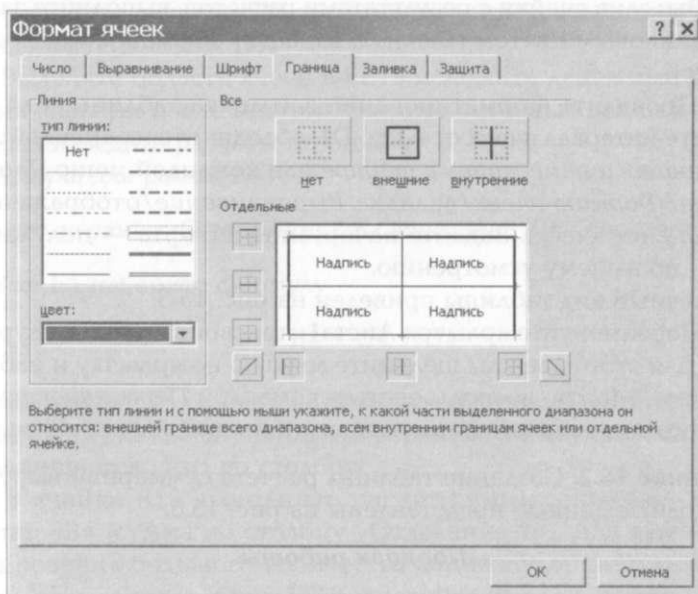 Формат ячеек
Число Выравнивание Шрифт Граница Заливка Защита
Линия
тип линии:
Нет
цвет:
Все
нет внешние внутренние
Отдельные
Надпись Надпись
Надпись Надпись
Выберите тип линии и с помощью мыши укажите, к какой части выделенного диапазона он
относится: внешней границе всего диапазона, всем внутренним границам ячеек или отдельной
ячейке.
ОК Отмена